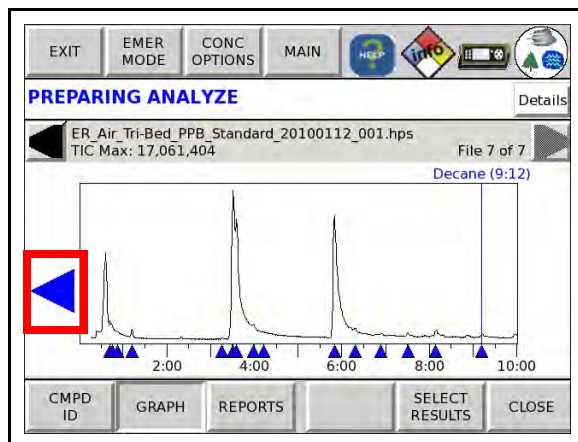 EXIT
EMER
MODE
CONC
OPTIONS
MAIN
HELP
info
PREPARING ANALYZE
Details
ER_Air_Tri-Bed_PPB_Standard_20100112_001.hps
TIC Max: 17,061,404
File 7 of 7
Decane (9:12)
2:00 4:00 6:00 8:00 10:00
CMPD
ID
GRAPH
REPORTS
SELECT
RESULTS
CLOSE